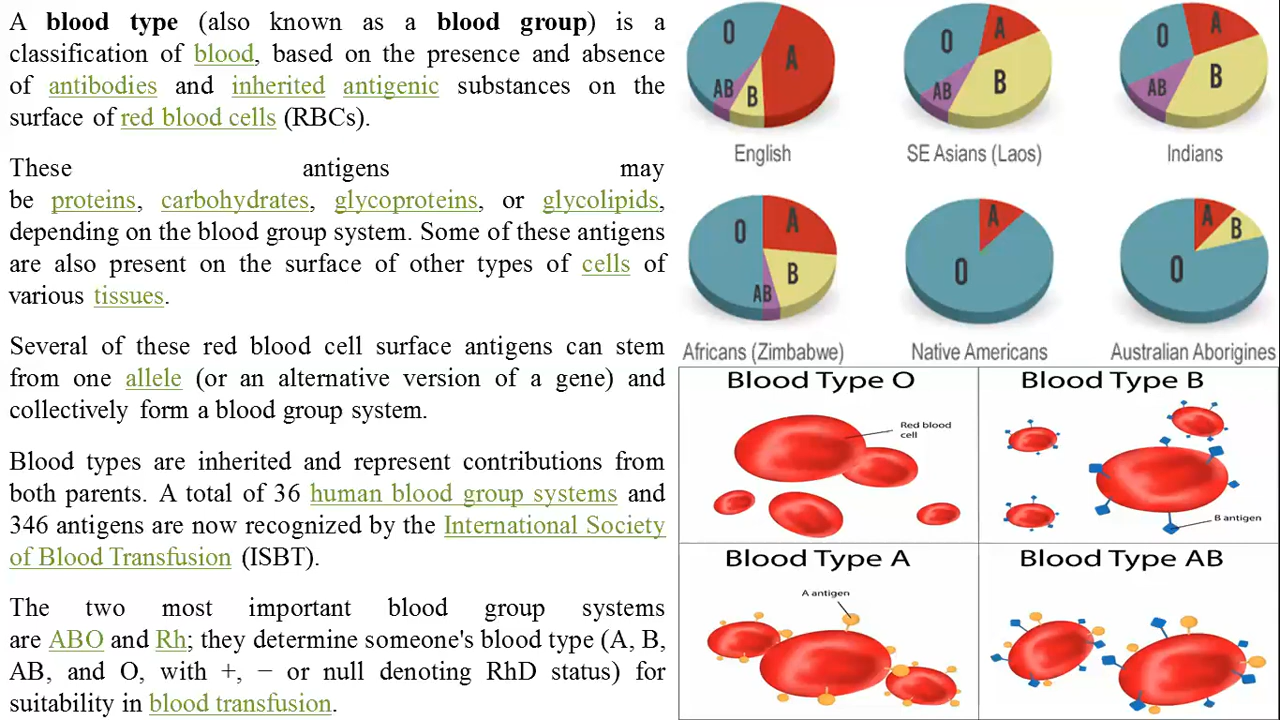 A blood type (also known as a blood group) is a
classification of blood, based on the presence and absence
of antibodies and inherited antigenic substances on the
surface of red blood cells (RBCs).
These antigens may
be proteins, carbohydrates, glycoproteins, or glycolipids,
depending on the blood group system. Some of these antigens
are also present on the surface of other types of cells of
various tissues.
Several of these red blood cell surface antigens can stem
from one allele (or an alternative version of a gene) and
collectively form a blood group system.
Blood types are inherited and represent contributions from
both parents. A total of 36 human blood group systems and
346 antigens are now recognized by the International Society
of Blood Transfusion (ISBT).
The two most important blood group systems
are ABO and Rh; they determine someone's blood type (A, B,
AB, and O, with +, − or null denoting RhD status) for
suitability in blood transfusion.
O A AB B
English
O A AB B
SE Asians (Laos)
O A AB B
Indians
O A AB B
Africans (Zimbabwe)
A O
Native Americans
A B O
Australian Aborigines
Blood Type O
Red blood
cell
Blood Type B
B antigen
Blood Type A
A antigen
Blood Type AB